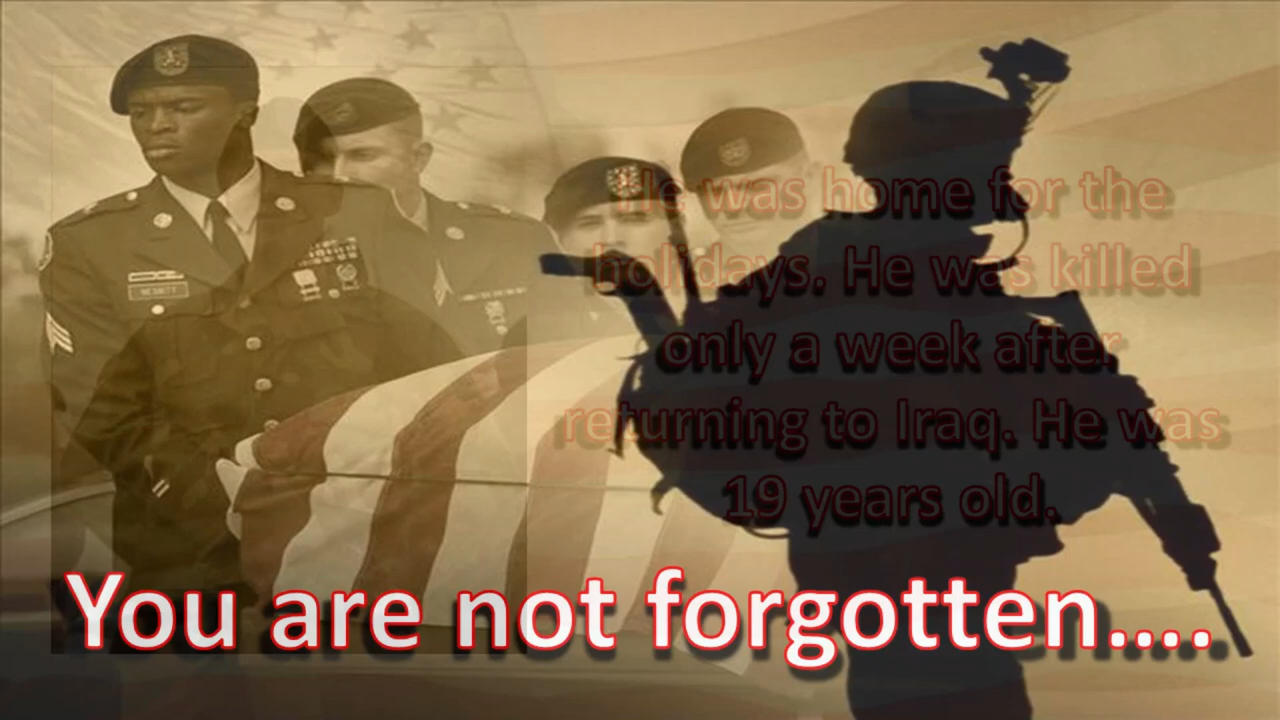 He was home for the
holidays. He was killed
only a week after
returning to Iraq. He was
19 years old.
You are not forgotten....